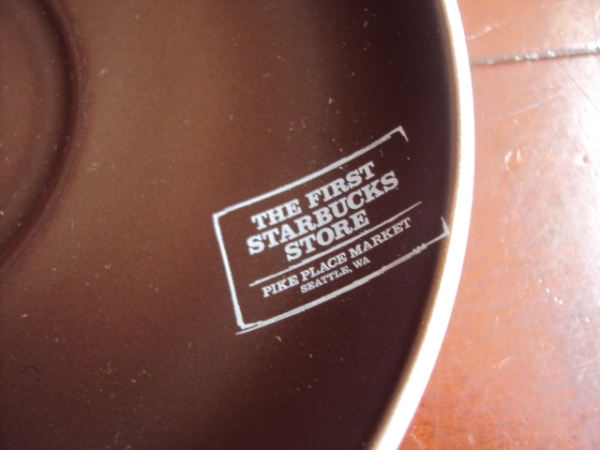 THE FIRST
STARBUCKS
STORE
PIKE PLACE MARKET
SEATTLE, WA